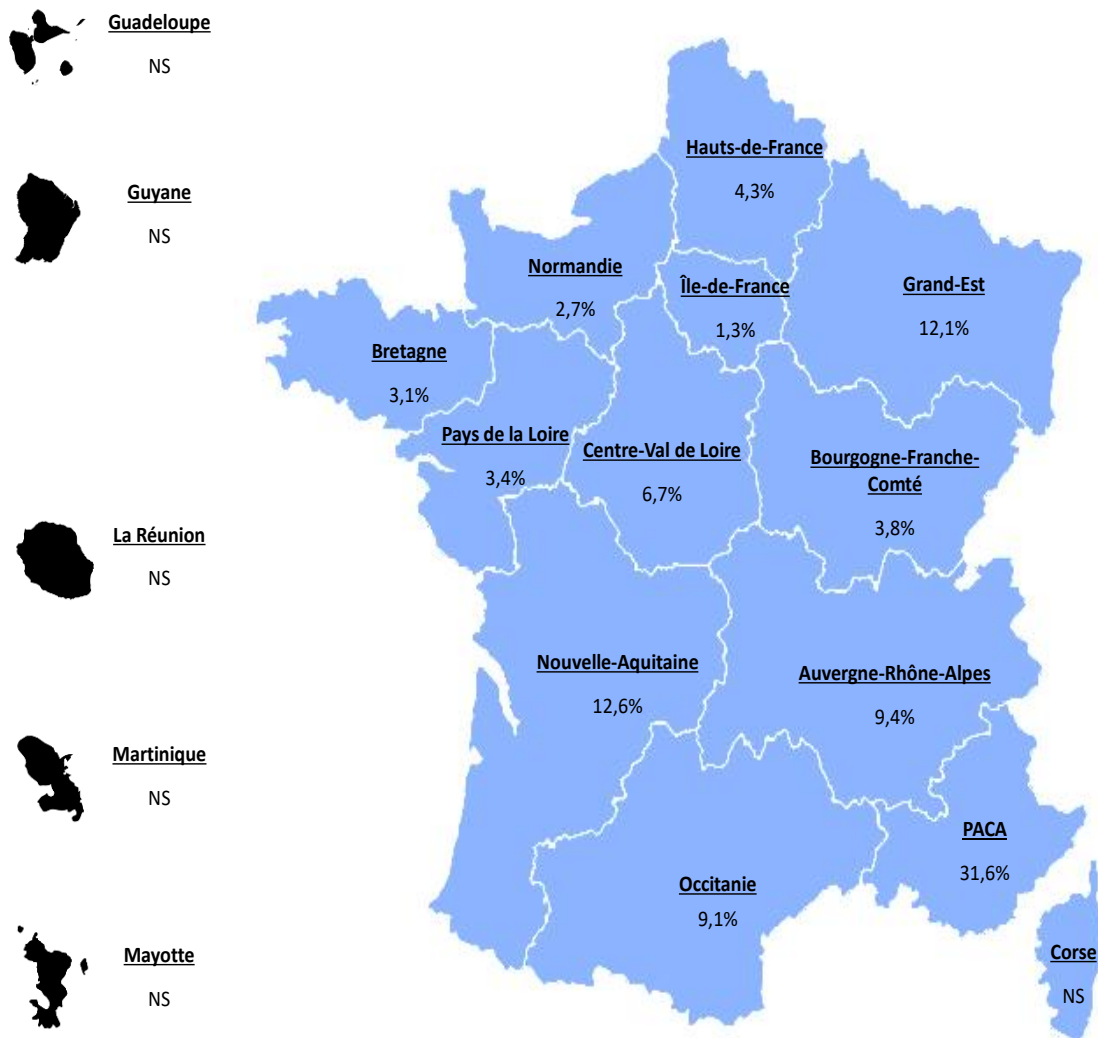 Guadeloupe
NS
Guyane
NS
La Réunion
NS
Martinique
NS
Mayotte
NS
Hauts-de-France
4,3%
Normandie
2,7%
Île-de-France
1,3%
Grand-Est
12,1%
Bretagne
3,1%
Pays de la Loire
3,4%
Centre-Val de Loire
6,7%
Bourgogne-Franche-
Comté
3,8%
Nouvelle-Aquitaine
12,6%
Auvergne-Rhône-Alpes
9,4%
PACA
31,6%
Occitanie
9,1%
Corse
NS